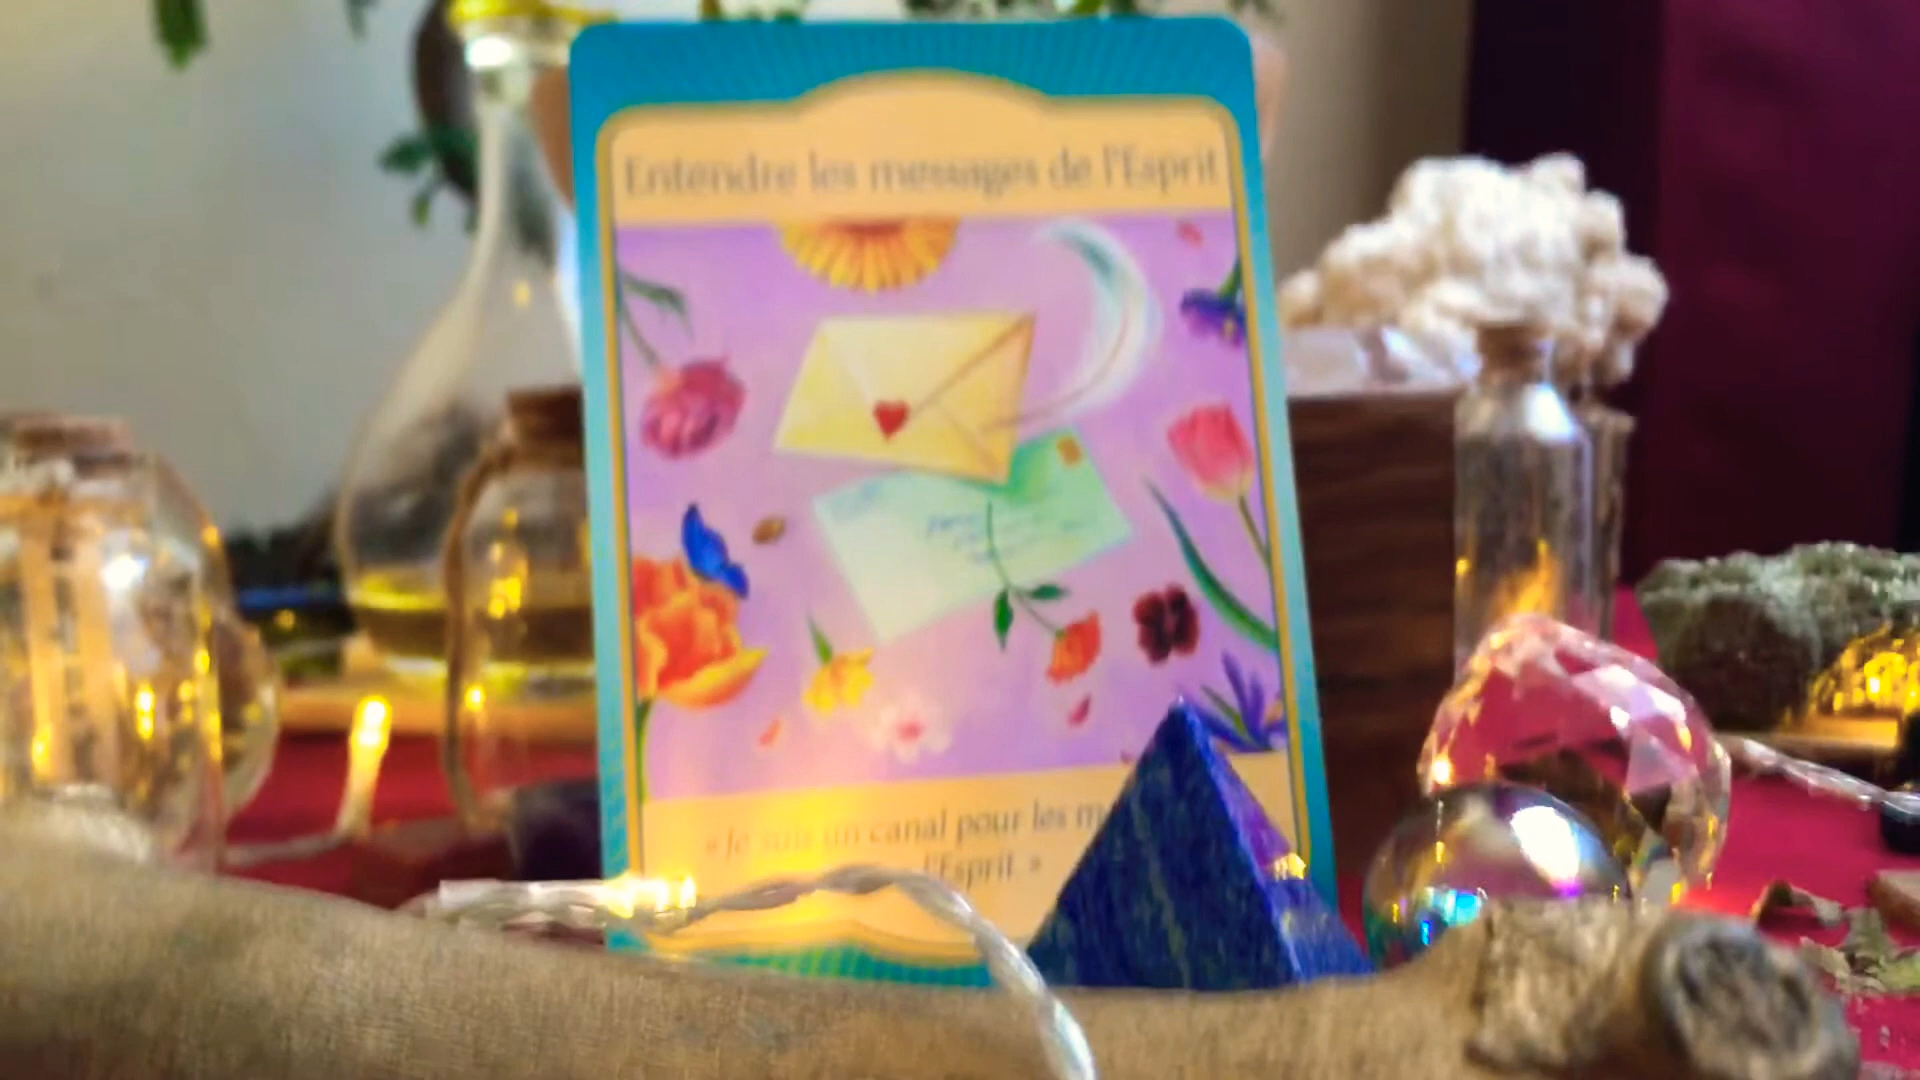 Entendre les messages de l'Esprit
« Je suis un canal pour les
l'Esprit. »